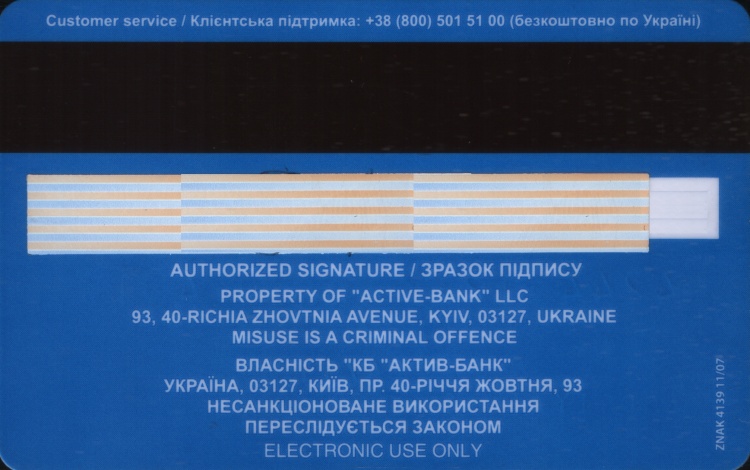 Customer service / Клієнтська підтримка: +38 (800) 501 51 00 (безкоштовно по Україні)
AUTHORIZED SIGNATURE / ЗРАЗОК ПІДПИСУ
PROPERTY OF "ACTIVE-BANK" LLC
93, 40-RICHIA ZHOVTNIA AVENUE, KYIV, 03127, UKRAINE
MISUSE IS A CRIMINAL OFFENCE
ВЛАСНІСТЬ "КБ "АКТИВ-БАНК"
УКРАЇНА, 03127, КИЇВ, ПР. 40-РІЧЧЯ ЖОВТНЯ, 93
НЕСАНКЦІОНОВАНЕ ВИКОРИСТАННЯ
ПЕРЕСЛІДУЄТЬСЯ ЗАКОНОМ
ELECTRONIC USE ONLY
ZNAK 4139 11/07